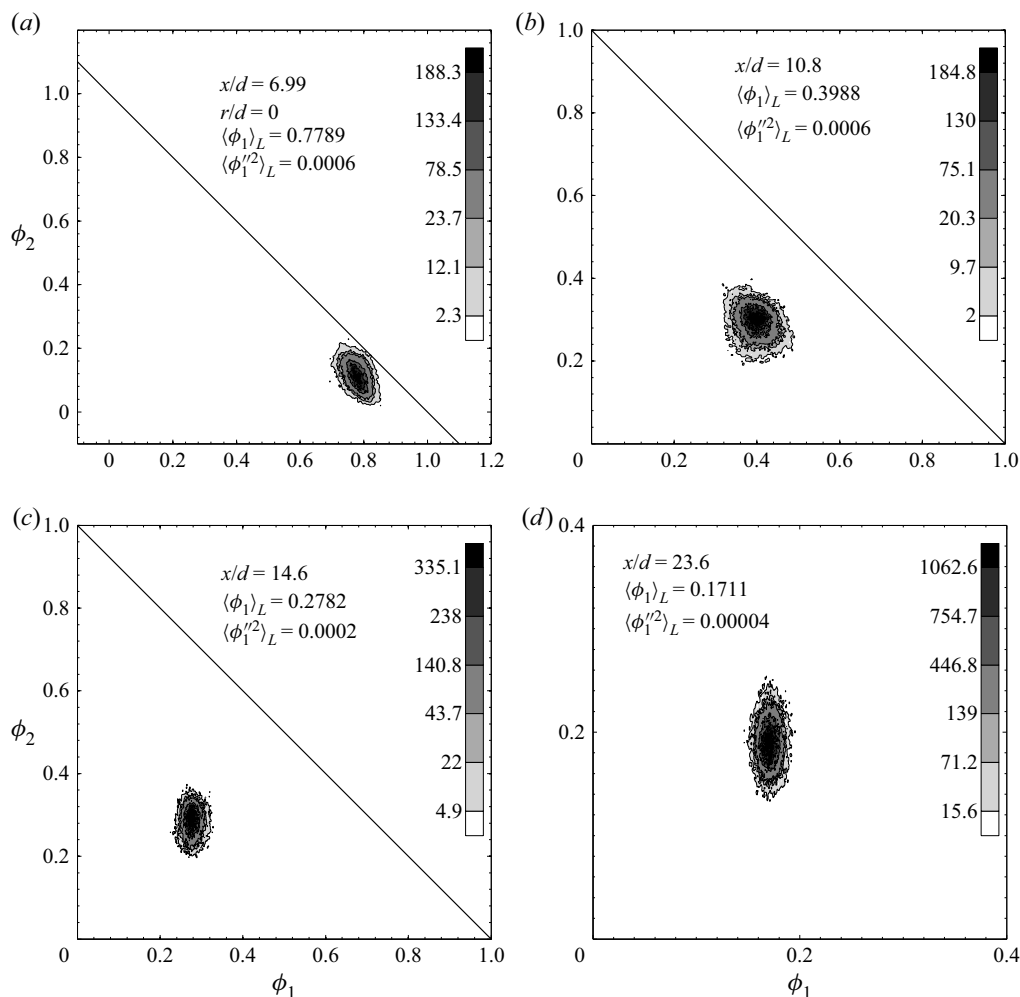 (a)
x/d = 6.99
r/d = 0
⟨ϕ₁⟩L = 0.7789
⟨ϕ₁″²⟩L = 0.0006
188.3
133.4
78.5
23.7
12.1
2.3
1.0
0.8
0.6
ϕ₂
0.4
0.2
0
0 0.2 0.4 0.6 0.8 1.0 1.2
(b)
x/d = 10.8
⟨ϕ₁⟩L = 0.3988
⟨ϕ₁″²⟩L = 0.0006
184.8
130
75.1
20.3
9.7
2
1.0
0.8
0.6
0.4
0.2
0 0.2 0.4 0.6 0.8 1.0
(c)
x/d = 14.6
⟨ϕ₁⟩L = 0.2782
⟨ϕ₁″²⟩L = 0.0002
335.1
238
140.8
43.7
22
4.9
1.0
0.8
0.6
ϕ₂
0.4
0.2
0 0.2 0.4 0.6 0.8 1.0
ϕ₁
(d)
x/d = 23.6
⟨ϕ₁⟩L = 0.1711
⟨ϕ₁″²⟩L = 0.00004
1062.6
754.7
446.8
139
71.2
15.6
0.4
0.2
0 0.2 0.4
ϕ₁